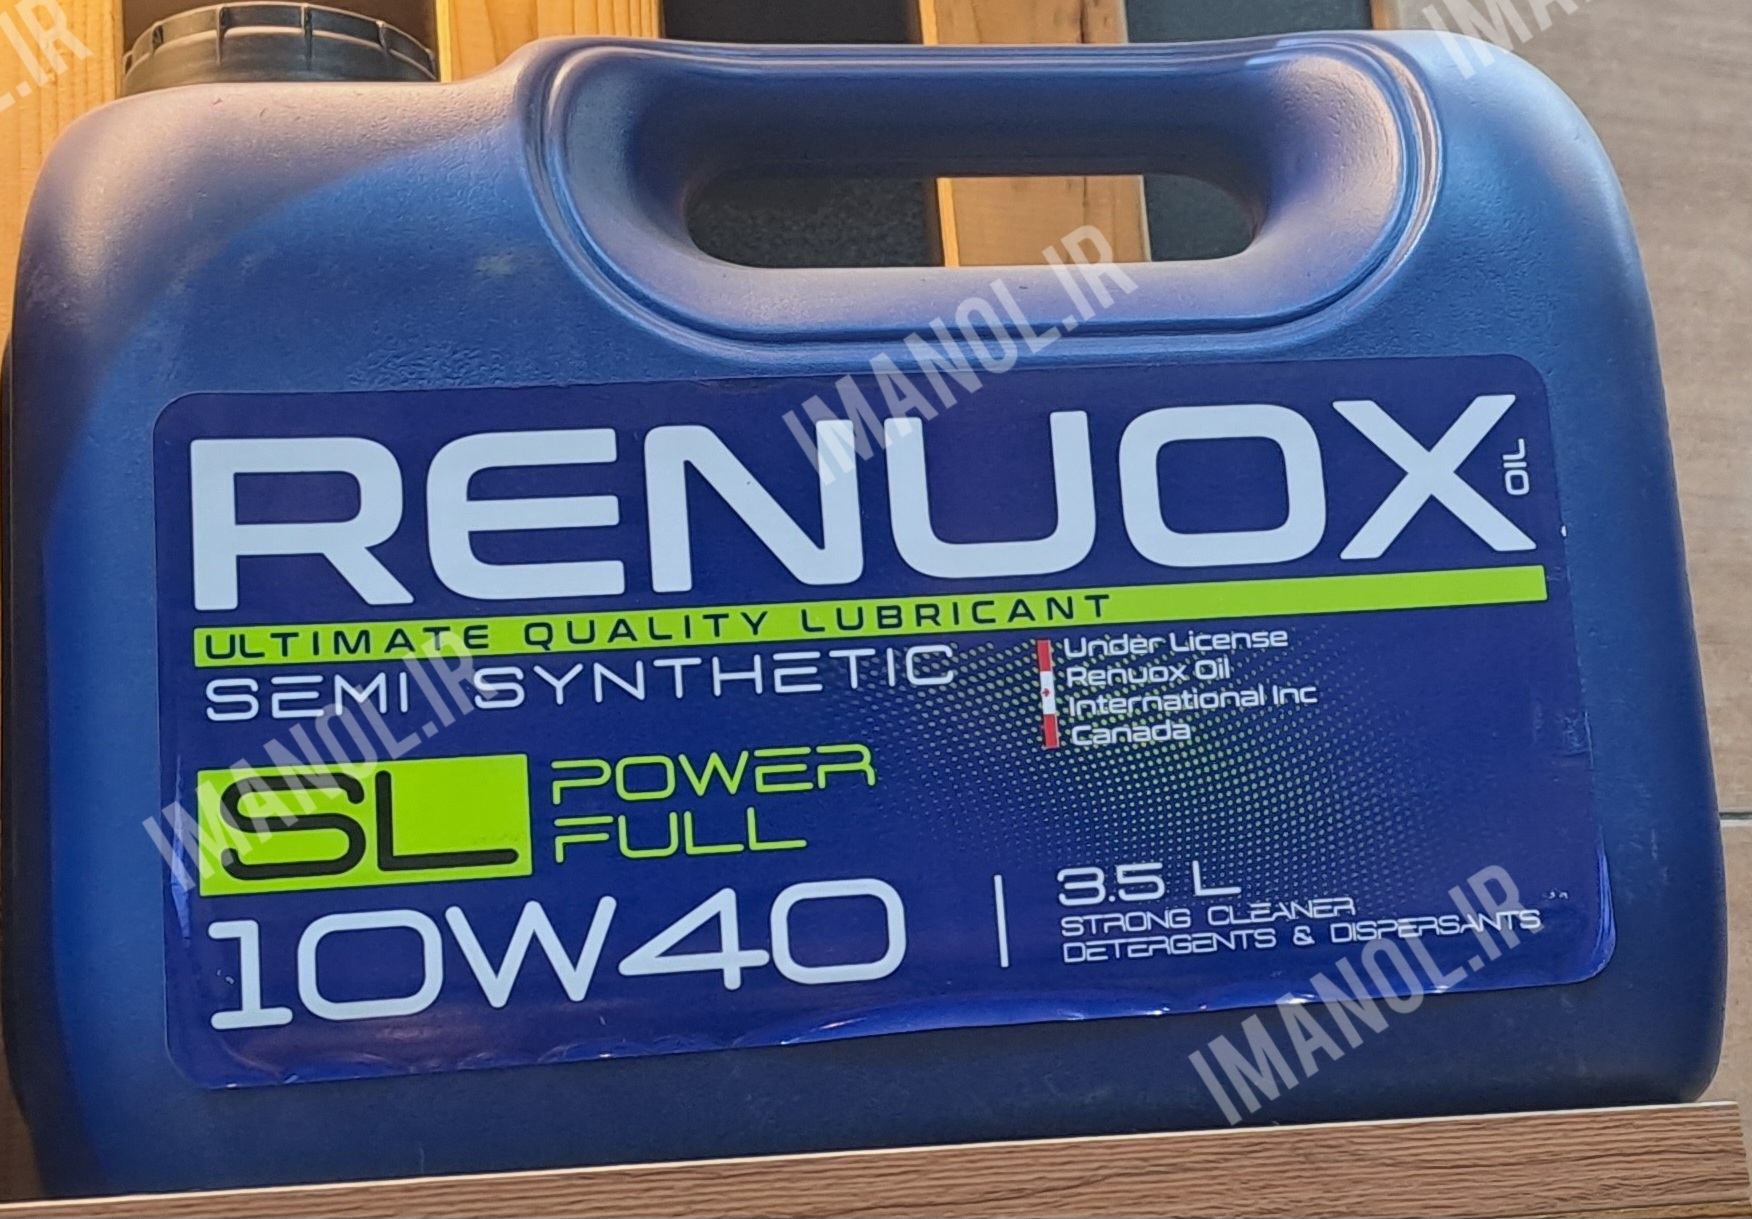 RENUOX OIL
ULTIMATE QUALITY LUBRICANT
SEMI SYNTHETIC
Under License
Renuox Oil
International Inc
Canada
SL
POWER
FULL
10W40
3.5 L
STRONG CLEANER
DETERGENTS & DISPERSANTS
IMANOL.IR
IMANOL.IR
IMANOL.IR
IMANOL.IR
L.IR